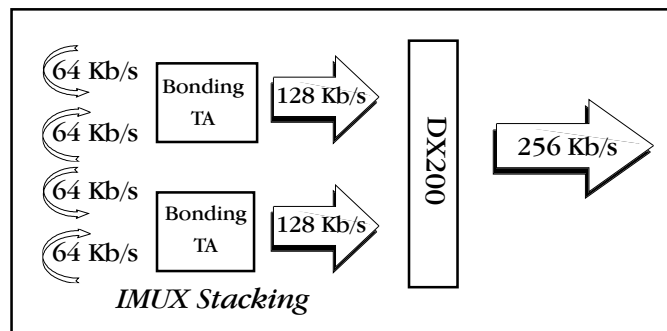 64 Kb/s
64 Kb/s
64 Kb/s
64 Kb/s
Bonding
TA
128 Kb/s
Bonding
TA
128 Kb/s
DX200
256 Kb/s
IMUX Stacking